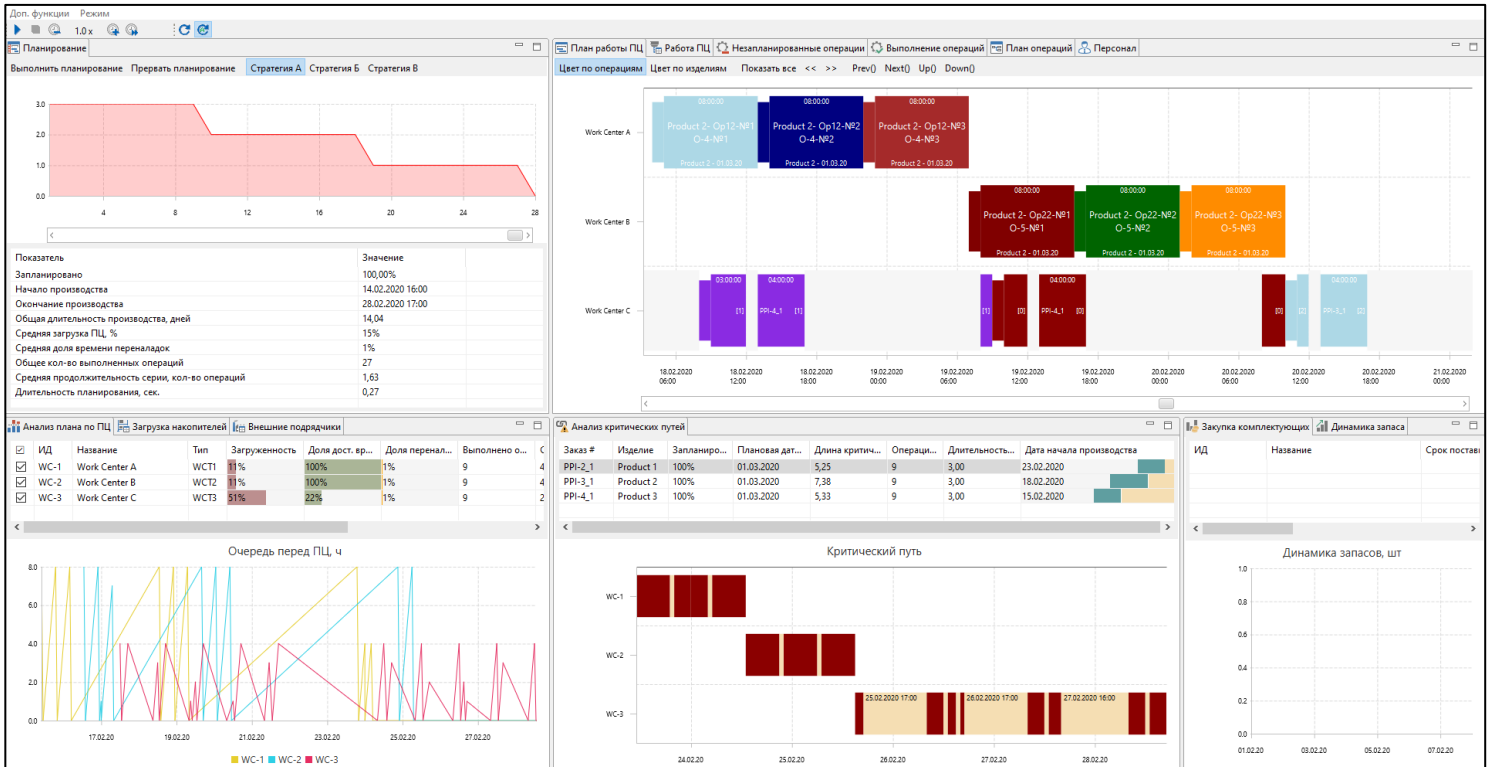 Доп. функции Режим
1.0 x
Планирование
Выполнить планирование Прервать планирование Стратегия А Стратегия Б Стратегия В
3.0
2.0
1.0
0.0
4 8 12 16 20 24 28
Показатель Значение
Запланировано 100,00%
Начало производства 14.02.2020 16:00
Окончание производства 28.02.2020 17:00
Общая длительность производства, дней 14,04
Средняя загрузка ПЦ, % 15%
Средняя доля времени переналадок 1%
Общее кол-во выполненных операций 27
Средняя продолжительность серии, кол-во операций 1,63
Длительность планирования, сек. 0,27
План работы ПЦ Работа ПЦ Незапланированные операции Выполнение операций План операций Персонал
Цвет по операциям Цвет по изделиям Показать все << >> Prev() Next() Up() Down()
08:00:00 08:00:00 08:00:00
Work Center A
Product 2- Op12-№1 Product 2- Op12-№2 Product 2- Op12-№3
O-4-№1 O-4-№2 O-4-№3
Product 2 - 01.03.20 Product 2 - 01.03.20 Product 2 - 01.03.20
08:00:00 08:00:00 08:00:00
Work Center B
Product 2- Op22-№1 Product 2- Op22-№2 Product 2- Op22-№3
O-5-№1 O-5-№2 O-5-№3
Product 2 - 01.03.20 Product 2 - 01.03.20 Product 2 - 01.03.20
03:00:00 04:00:00 04:00:00 04:00:00
Work Center C [1] PPI-4_1 [1] [1] [0] PPI-4_1 [0] [0] [2] PPI-3_1 [2]
18.02.2020 18.02.2020 18.02.2020 19.02.2020 19.02.2020 19.02.2020 19.02.2020 20.02.2020 20.02.2020 20.02.2020 20.02.2020 21.02.2020
06:00 12:00 18:00 00:00 06:00 12:00 18:00 00:00 06:00 12:00 18:00 00:00
Анализ плана по ПЦ Загрузка накопителей Внешние подрядчики
ИД Название Тип Загруженность Доля дост. вр... Доля перенал... Выполнено о... С
WC-1 Work Center A WCT1 11% 100% 1% 9 4
WC-2 Work Center B WCT2 11% 100% 1% 9 4
WC-3 Work Center C WCT3 51% 22% 1% 9 2
Очередь перед ПЦ, ч
8.0
6.0
4.0
2.0
0.0
17.02.20 19.02.20 21.02.20 23.02.20 25.02.20 27.02.20
WC-1 WC-2 WC-3
Анализ критических путей
Заказ # Изделие Запланиро... Плановая дат... Длина критич... Операци... Длительность... Дата начала производства
PPI-2_1 Product 1 100% 01.03.2020 5,25 9 3,00 23.02.2020
PPI-3_1 Product 2 100% 01.03.2020 7,38 9 3,00 18.02.2020
PPI-4_1 Product 3 100% 01.03.2020 5,33 9 3,00 15.02.2020
Критический путь
WC-1
WC-2
WC-3
25.02.2020 17:00 26.02.2020 17:00 27.02.2020 16:00
24.02.20 25.02.20 26.02.20 27.02.20 28.02.20
Закупка комплектующих Динамика запаса
ИД Название Срок постав
Динамика запасов, шт
1.0
0.8
0.6
0.4
0.2
0.0
01.02.20 03.02.20 05.02.20 07.02.20